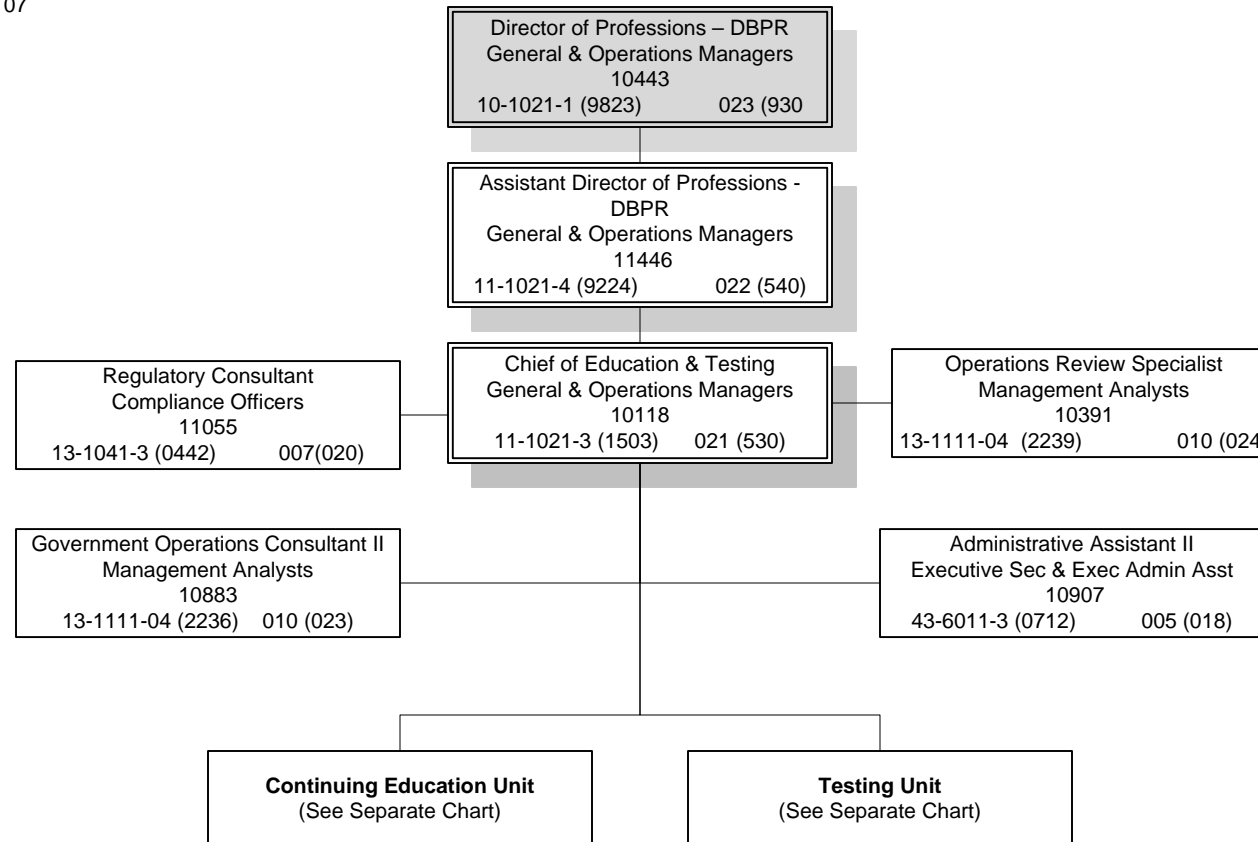 07
Director of Professions – DBPR
General & Operations Managers
10443
10-1021-1 (9823) 023 (930
Assistant Director of Professions -
DBPR
General & Operations Managers
11446
11-1021-4 (9224) 022 (540)
Chief of Education & Testing
General & Operations Managers
10118
11-1021-3 (1503) 021 (530)
Regulatory Consultant
Compliance Officers
11055
13-1041-3 (0442) 007(020)
Operations Review Specialist
Management Analysts
10391
13-1111-04 (2239) 010 (024
Government Operations Consultant II
Management Analysts
10883
13-1111-04 (2236) 010 (023)
Administrative Assistant II
Executive Sec & Exec Admin Asst
10907
43-6011-3 (0712) 005 (018)
Continuing Education Unit
(See Separate Chart)
Testing Unit
(See Separate Chart)